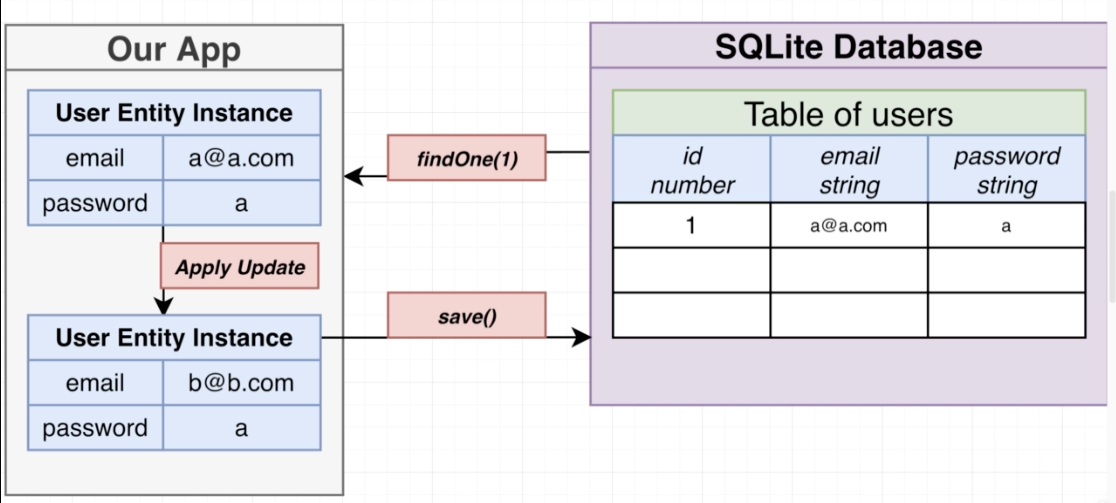 Our App
User Entity Instance
email a@a.com
password a
Apply Update
User Entity Instance
email b@b.com
password a
findOne(1)
save()
SQLite Database
Table of users
id email password
number string string
1 a@a.com a